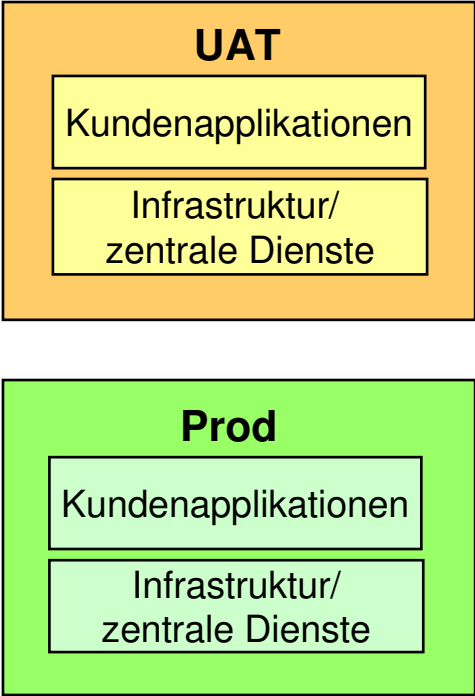 UAT
Kundenapplikationen
Infrastruktur/
zentrale Dienste
Prod
Kundenapplikationen
Infrastruktur/
zentrale Dienste